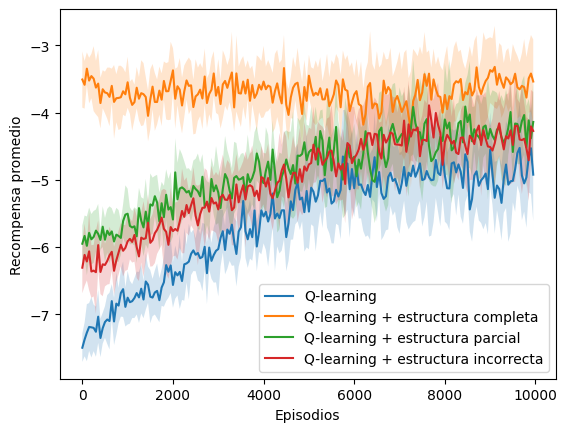 Recompensa promedio
−3
−4
−5
−6
−7
0
2000
4000
6000
8000
10000
Episodios
Q-learning
Q-learning + estructura completa
Q-learning + estructura parcial
Q-learning + estructura incorrecta